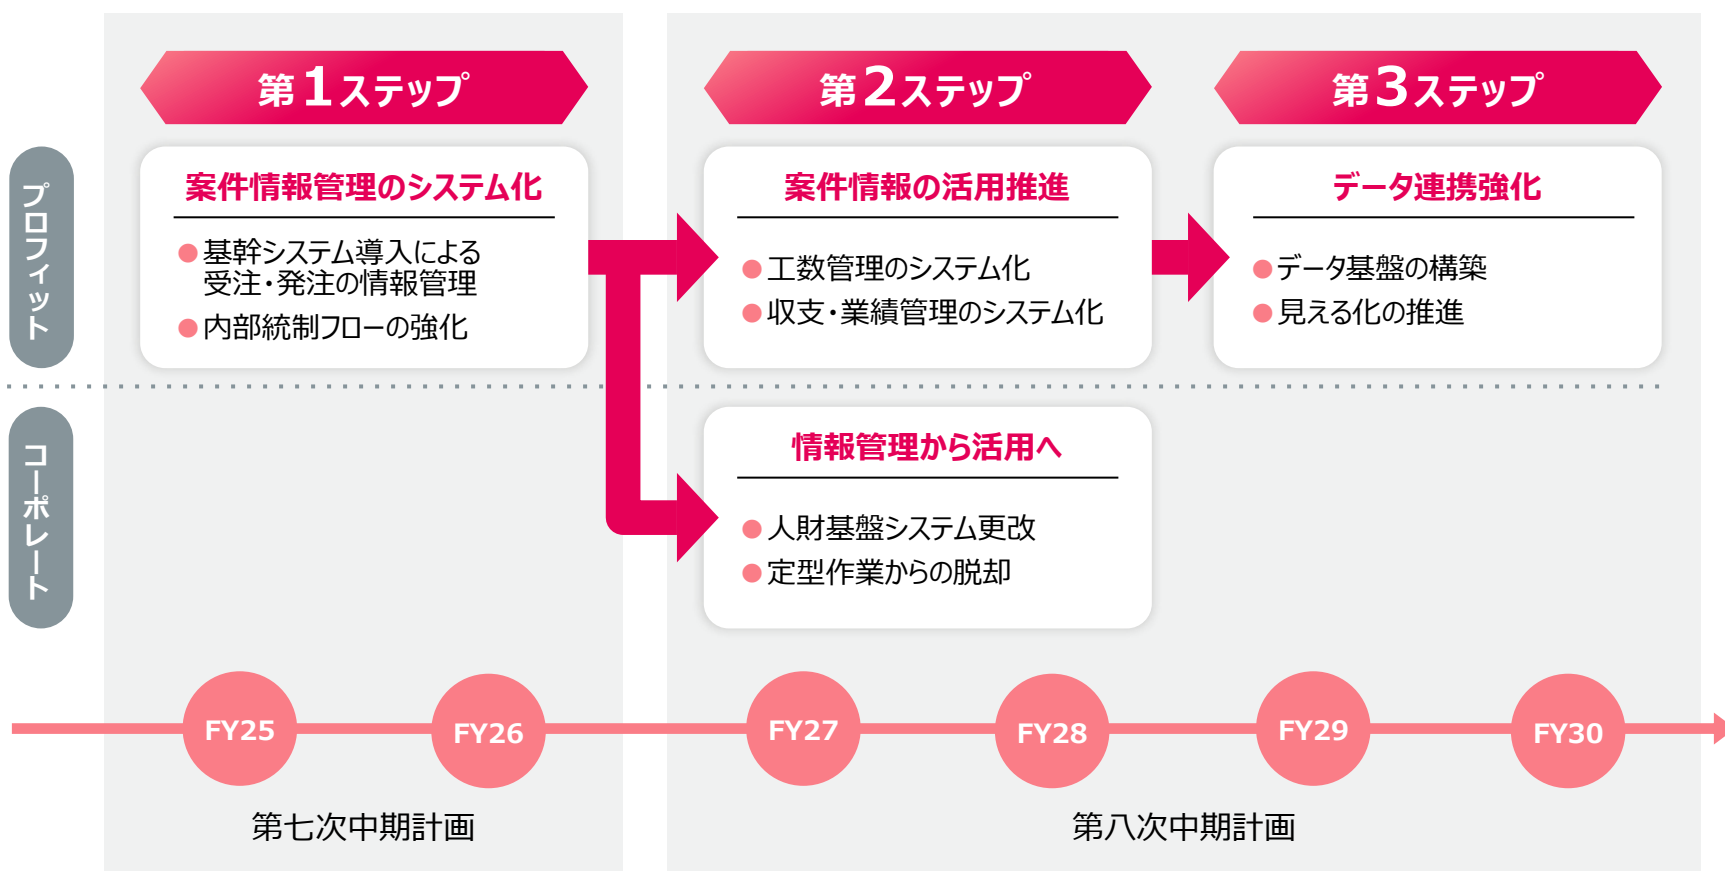 第1ステップ
第2ステップ
第3ステップ
プロフィット
案件情報管理のシステム化
●基幹システム導入による
受注・発注の情報管理
●内部統制フローの強化
案件情報の活用推進
●工数管理のシステム化
●収支・業績管理のシステム化
データ連携強化
●データ基盤の構築
●見える化の推進
コーポレート
情報管理から活用へ
●人財基盤システム更改
●定型作業からの脱却
FY25
FY26
FY27
FY28
FY29
FY30
第七次中期計画
第八次中期計画